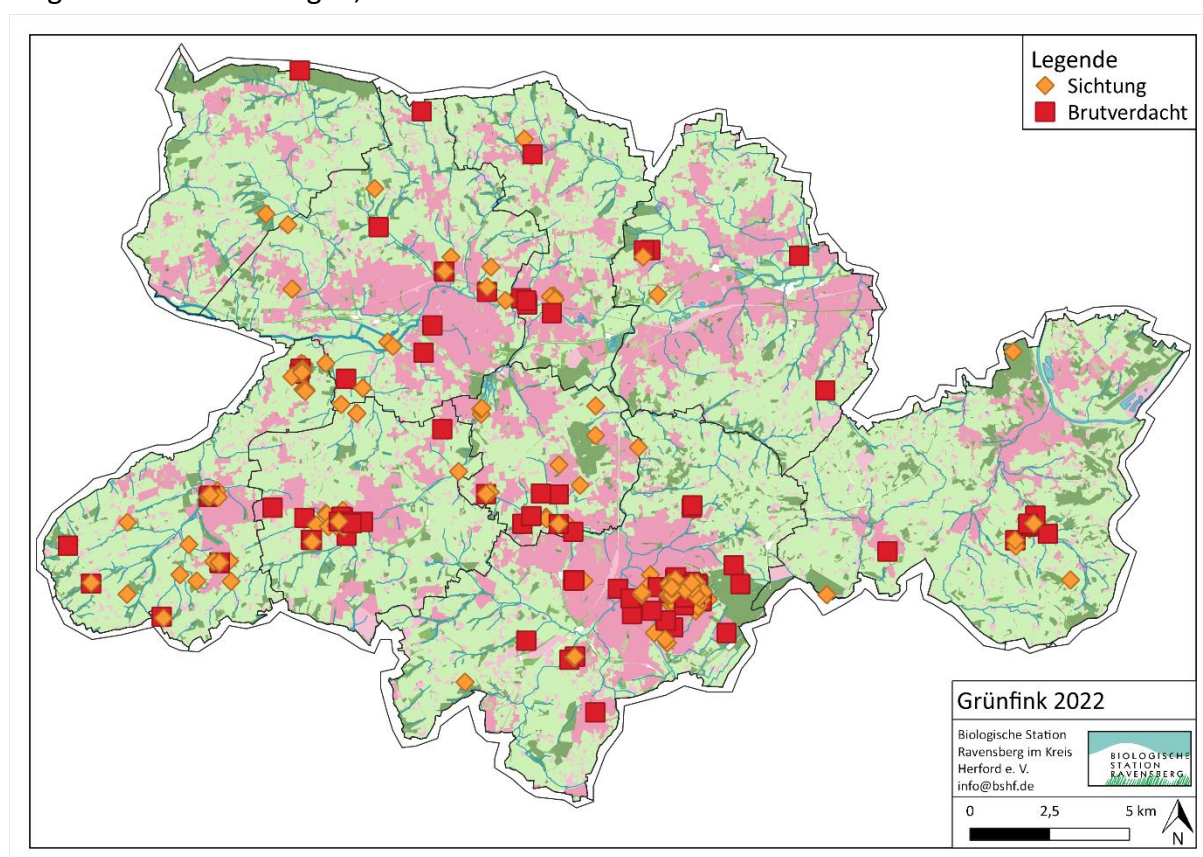 Legende
Sichtung
Brutverdacht
Grünfink 2022
Biologische Station
Ravensberg im Kreis
Herford e. V.
info@bshf.de
BIOLOGISCHE
STATION
RAVENSBERG
0 2,5 5 km
N